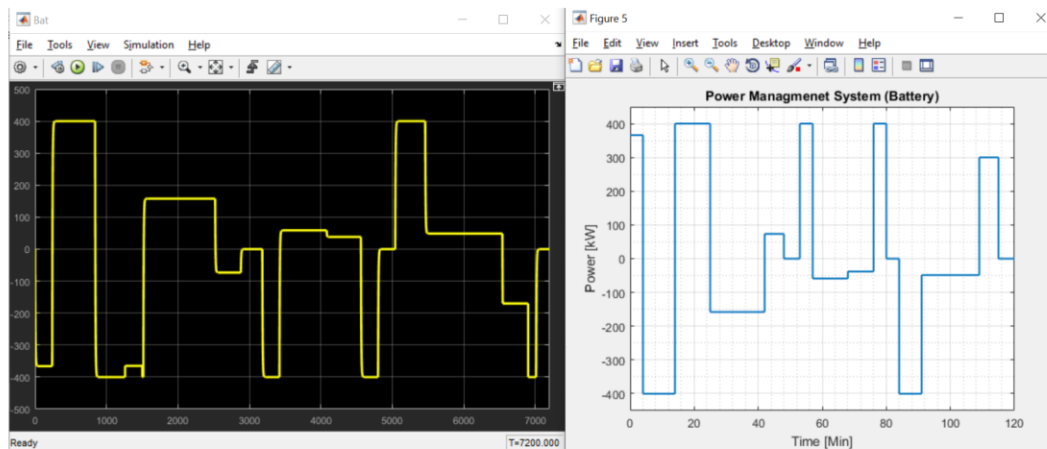 Bat
File Tools View Simulation Help
500
400
300
200
100
0
-100
-200
-300
-400
-500
0 1000 2000 3000 4000 5000 6000 7000
Ready T=7200.000
Figure 5
File Edit View Insert Tools Desktop Window Help
Power Managmenet System (Battery)
400
300
200
100
0
-100
-200
-300
-400
Power [kW]
0 20 40 60 80 100 120
Time [Min]